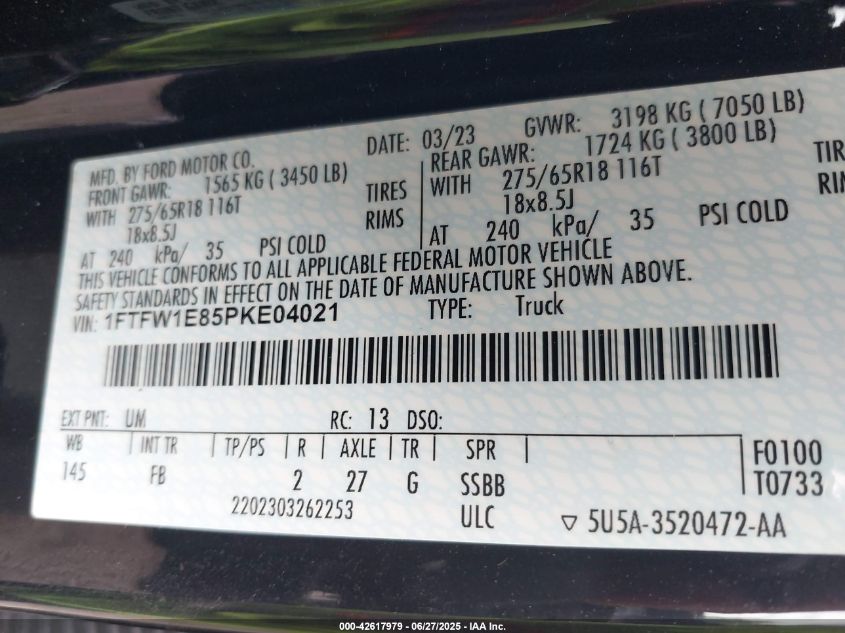 MFD. BY FORD MOTOR CO.
DATE: 03/23
GVWR: 3198 KG ( 7050 LB)
FRONT GAWR: 1565 KG ( 3450 LB)
REAR GAWR: 1724 KG ( 3800 LB)
WITH 275/65R18 116T TIRES
WITH 275/65R18 116T TIR
18x8.5J RIMS
18x8.5J RIM
AT 240 kPa/ 35 PSI COLD
AT 240 kPa/ 35 PSI COLD
THIS VEHICLE CONFORMS TO ALL APPLICABLE FEDERAL MOTOR VEHICLE
SAFETY STANDARDS IN EFFECT ON THE DATE OF MANUFACTURE SHOWN ABOVE.
VIN: 1FTFW1E85PKE04021 TYPE: Truck
EXT PNT: UM RC: 13 DSO:
WB INT TR TP/PS R AXLE TR SPR
145 FB 2 27 G SSBB
F0100
T0733
2202303262253 ULC
▽ 5U5A-3520472-AA
000-42617979 - 06/27/2025 - IAA Inc.